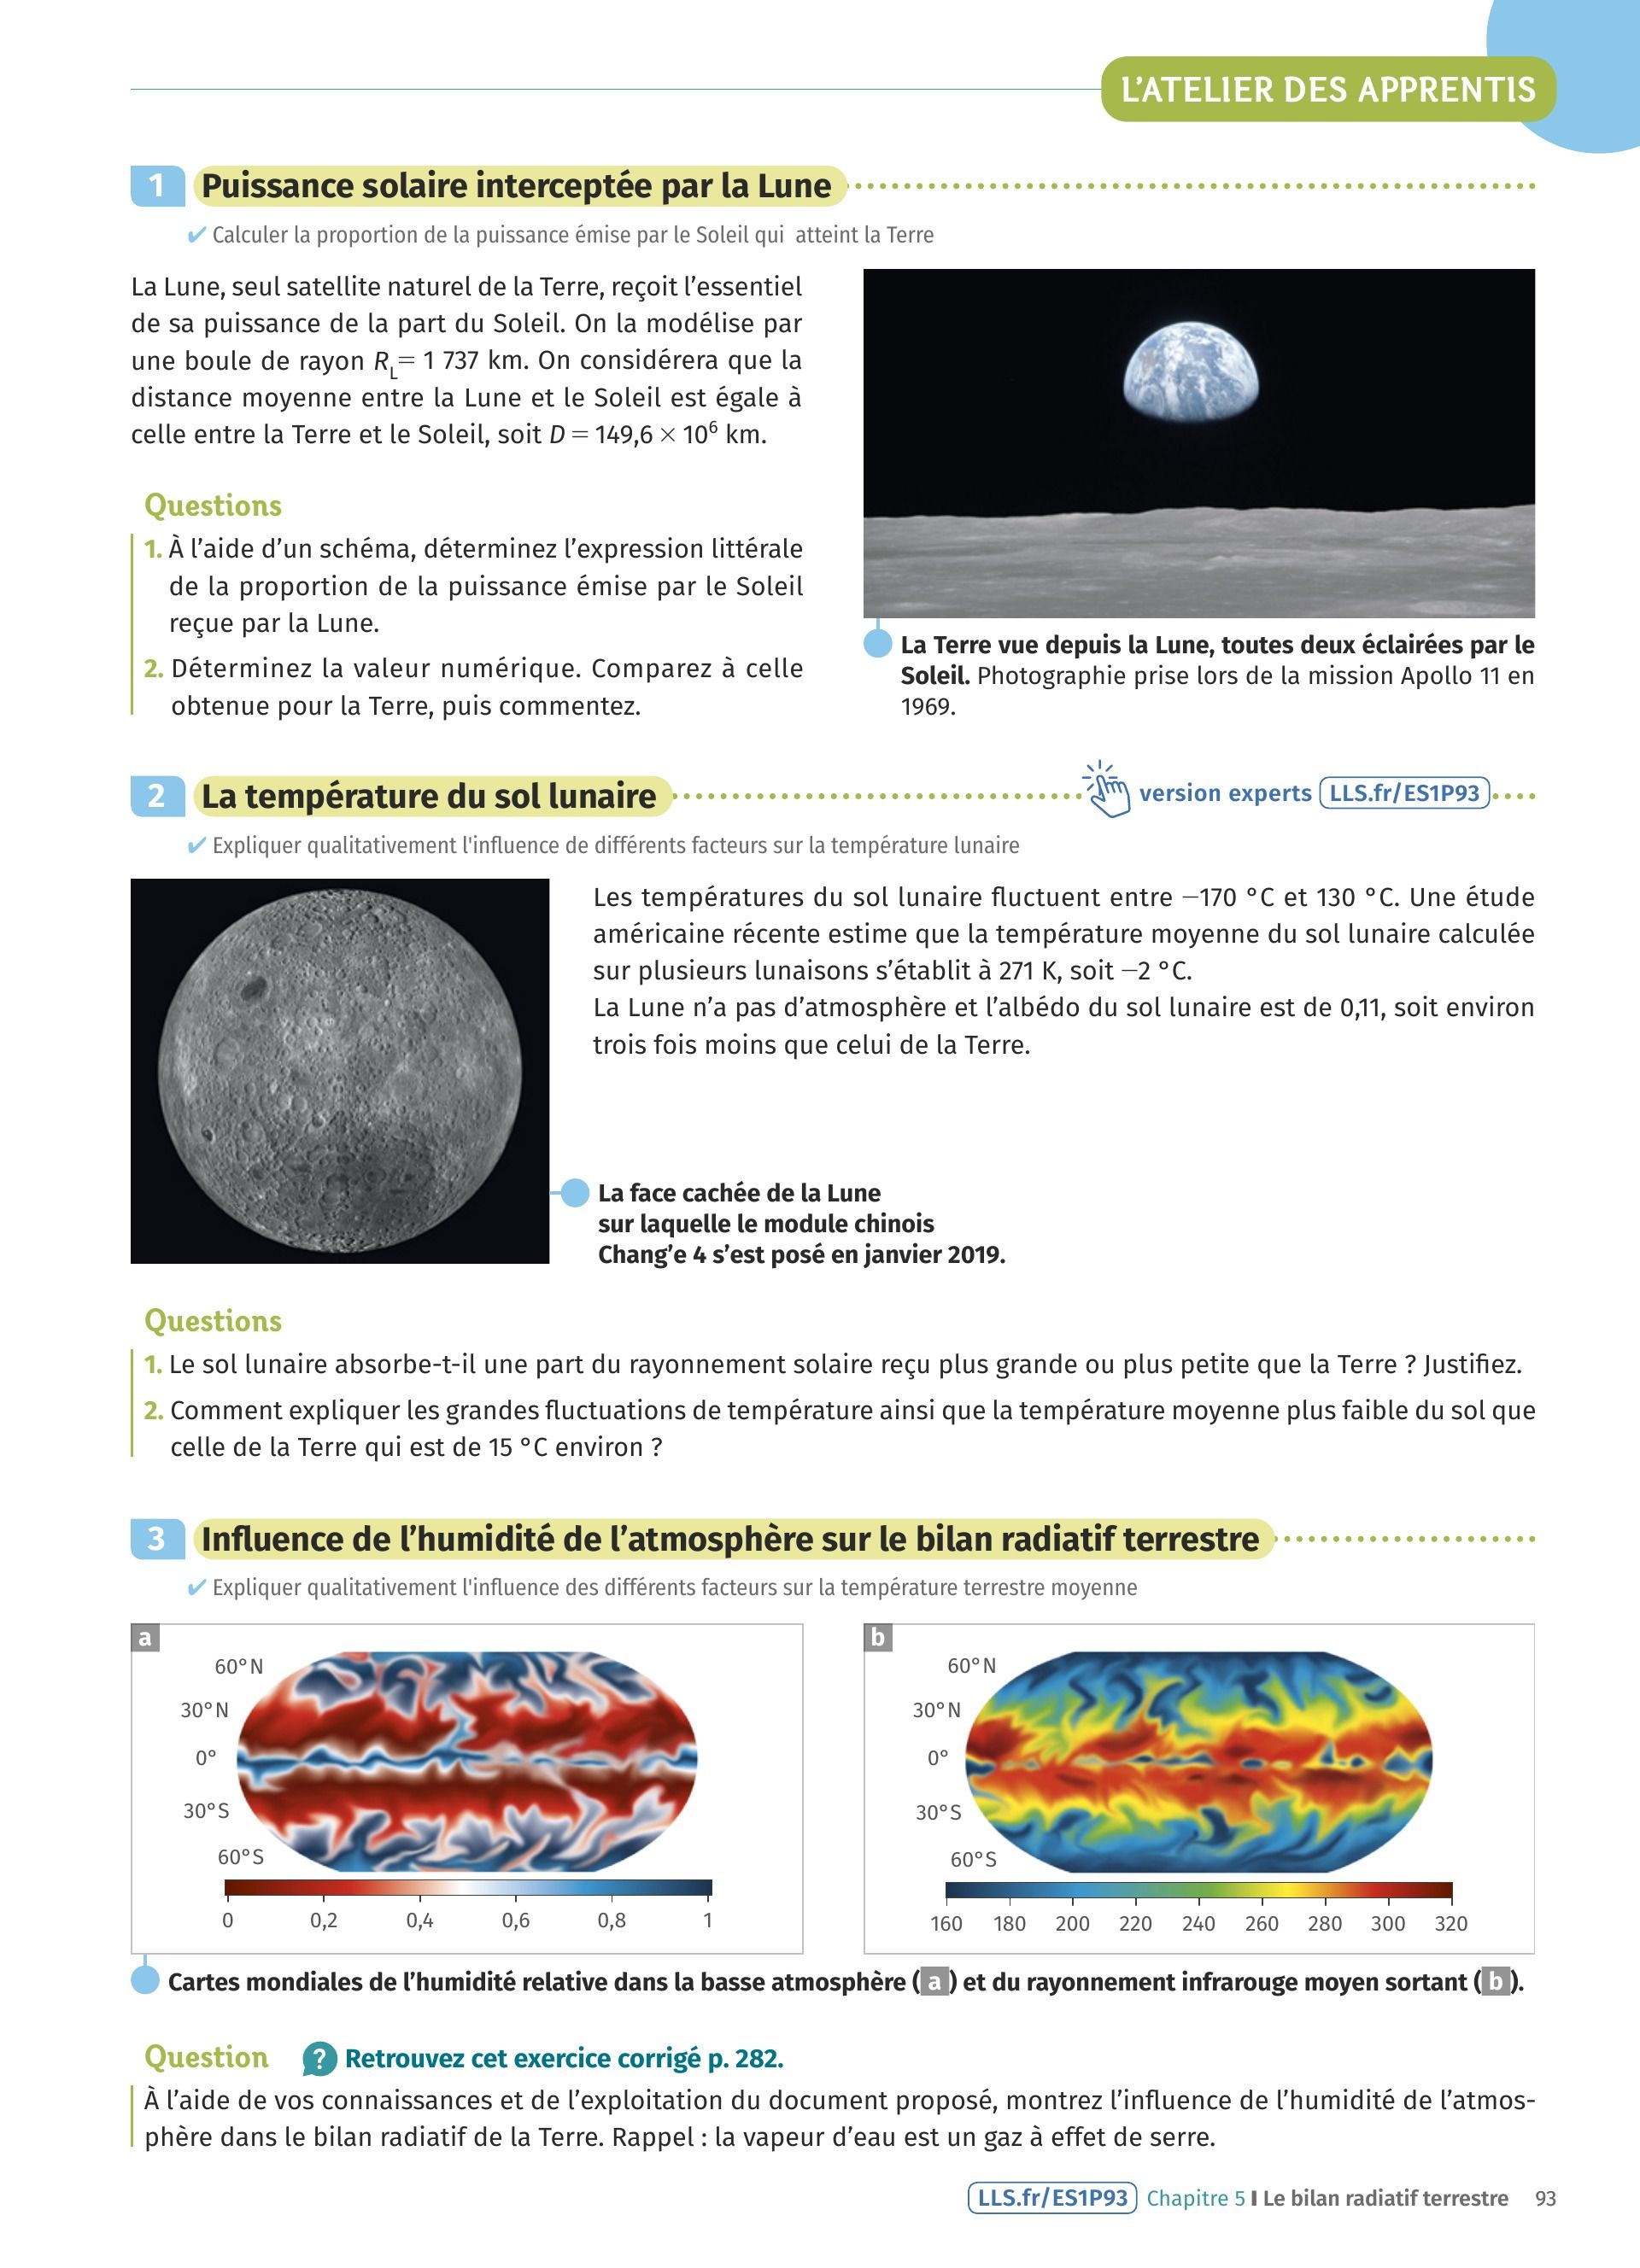 L'ATELIER DES APPRENTIS
1 Puissance solaire interceptée par la Lune
✔ Calculer la proportion de la puissance émise par le Soleil qui atteint la Terre
La Lune, seul satellite naturel de la Terre, reçoit l'essentiel
de sa puissance de la part du Soleil. On la modélise par
une boule de rayon R_L = 1 737 km. On considérera que la
distance moyenne entre la Lune et le Soleil est égale à
celle entre la Terre et le Soleil, soit D = 149,6 × 10⁶ km.
Questions
1. À l'aide d'un schéma, déterminez l'expression littérale
de la proportion de la puissance émise par le Soleil
reçue par la Lune.
2. Déterminez la valeur numérique. Comparez à celle
obtenue pour la Terre, puis commentez.
La Terre vue depuis la Lune, toutes deux éclairées par le
Soleil. Photographie prise lors de la mission Apollo 11 en
1969.
2 La température du sol lunaire
version experts LLS.fr/ES1P93
✔ Expliquer qualitativement l'influence de différents facteurs sur la température lunaire
Les températures du sol lunaire fluctuent entre −170 °C et 130 °C. Une étude
américaine récente estime que la température moyenne du sol lunaire calculée
sur plusieurs lunaisons s'établit à 271 K, soit −2 °C.
La Lune n'a pas d'atmosphère et l'albédo du sol lunaire est de 0,11, soit environ
trois fois moins que celui de la Terre.
La face cachée de la Lune
sur laquelle le module chinois
Chang'e 4 s'est posé en janvier 2019.
Questions
1. Le sol lunaire absorbe-t-il une part du rayonnement solaire reçu plus grande ou plus petite que la Terre ? Justifiez.
2. Comment expliquer les grandes fluctuations de température ainsi que la température moyenne plus faible du sol que
celle de la Terre qui est de 15 °C environ ?
3 Influence de l'humidité de l'atmosphère sur le bilan radiatif terrestre
✔ Expliquer qualitativement l'influence des différents facteurs sur la température terrestre moyenne
a
60° N
30° N
0°
30° S
60° S
0 0,2 0,4 0,6 0,8 1
b
60° N
30° N
0°
30° S
60° S
160 180 200 220 240 260 280 300 320
Cartes mondiales de l'humidité relative dans la basse atmosphère ( a ) et du rayonnement infrarouge moyen sortant ( b ).
Question ? Retrouvez cet exercice corrigé p. 282.
À l'aide de vos connaissances et de l'exploitation du document proposé, montrez l'influence de l'humidité de l'atmos-
phère dans le bilan radiatif de la Terre. Rappel : la vapeur d'eau est un gaz à effet de serre.
LLS.fr/ES1P93 Chapitre 5 I Le bilan radiatif terrestre 93